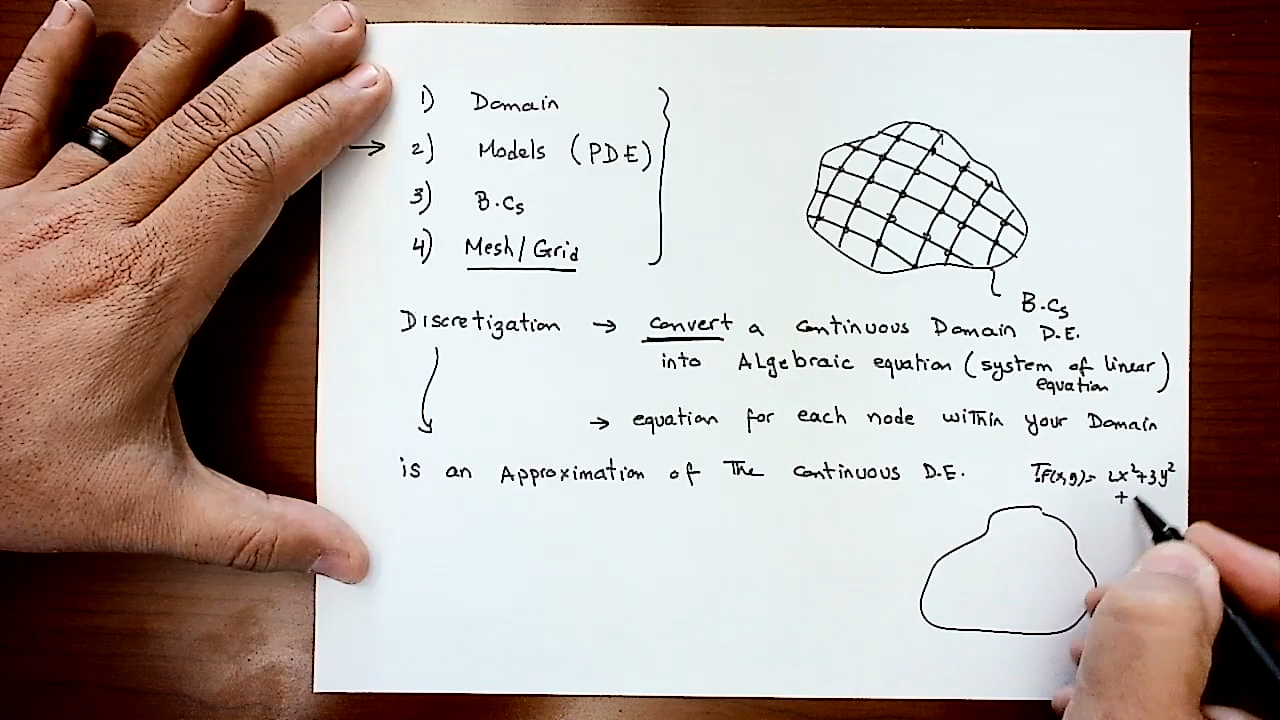 1) Domain
→ 2) Models (PDE)
3) B.Cs
4) Mesh/Grid
B.Cs
Discretization → convert a continuous Domain D.E.
into Algebraic equation (system of linear
equation)
→ equation for each node within your Domain
is an Approximation of The continuous D.E.
= 2x²+3y²
+